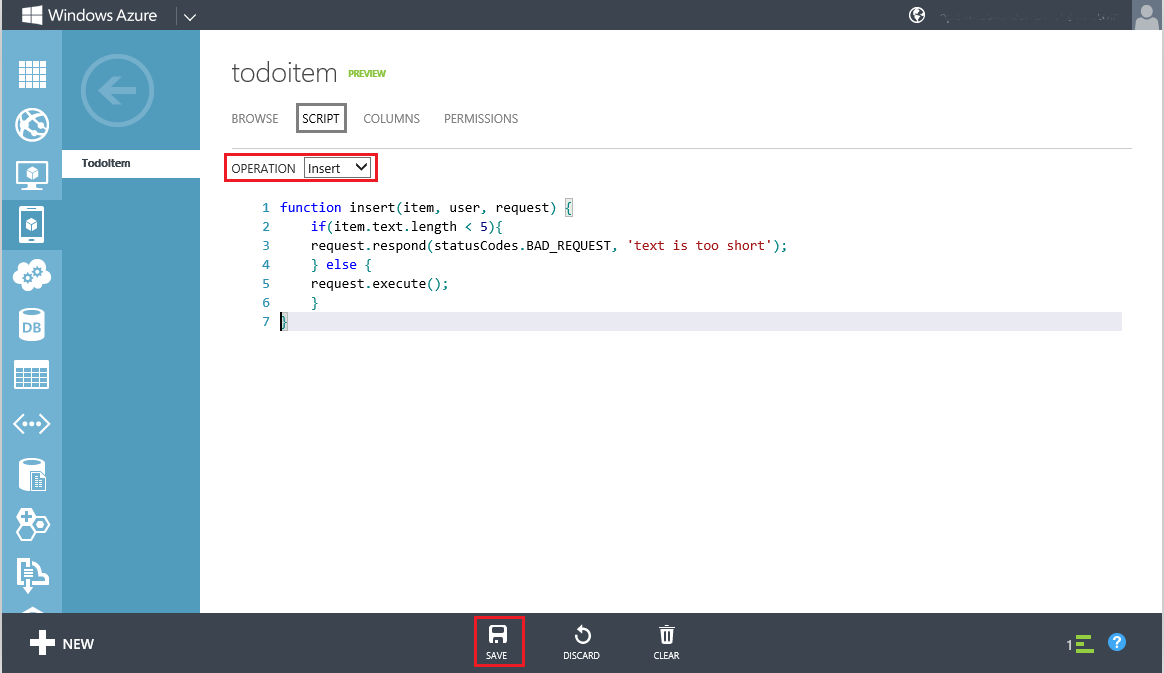 Windows Azure
todoitem PREVIEW
BROWSE SCRIPT COLUMNS PERMISSIONS
TodoItem
OPERATION Insert
1 function insert(item, user, request) {
2 if(item.text.length < 5){
3 request.respond(statusCodes.BAD_REQUEST, 'text is too short');
4 } else {
5 request.execute();
6 }
7 }
DB
NEW
SAVE DISCARD CLEAR
1 ?